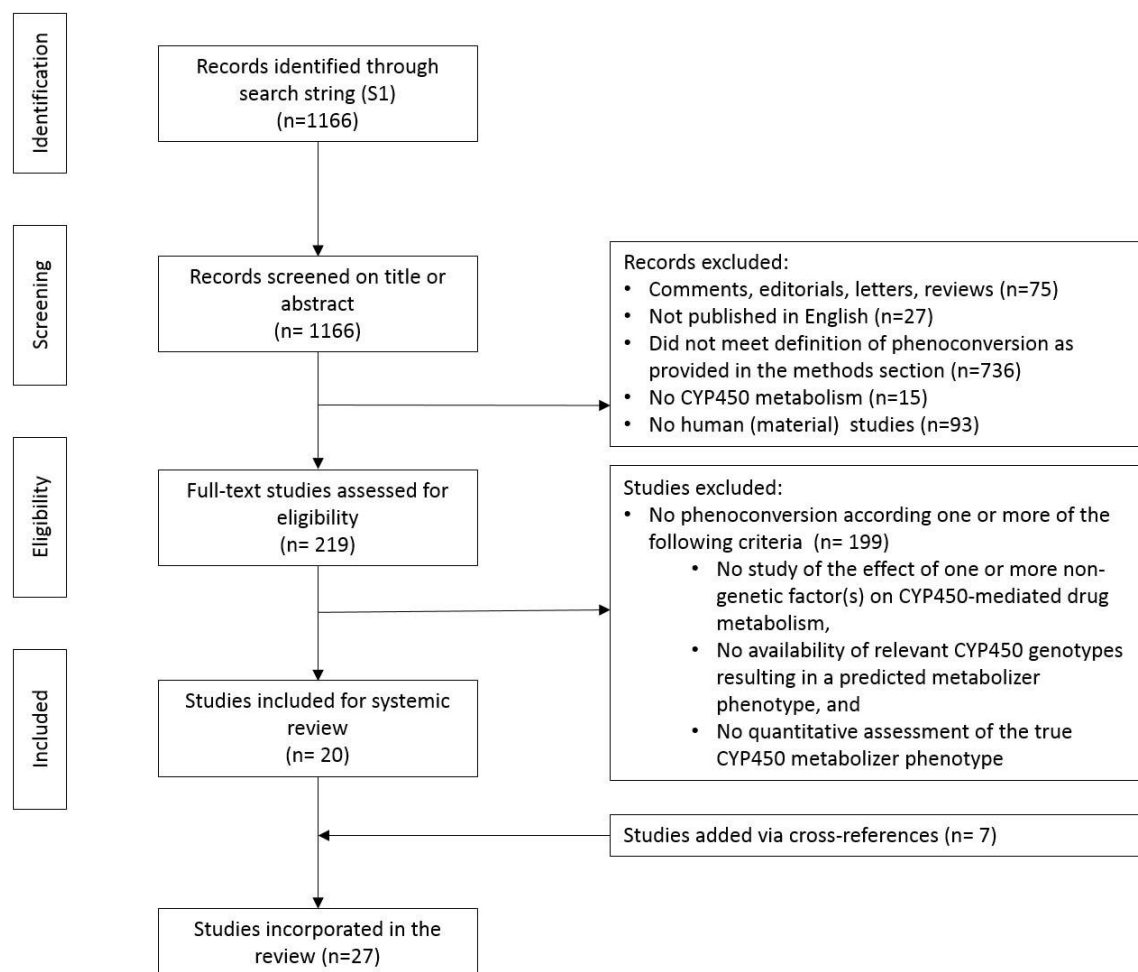 Identification
Records identified through
search string (S1)
(n=1166)
Screening
Records screened on title or
abstract
(n= 1166)
Records excluded:
• Comments, editorials, letters, reviews (n=75)
• Not published in English (n=27)
• Did not meet definition of phenoconversion as
provided in the methods section (n=736)
• No CYP450 metabolism (n=15)
• No human (material)  studies (n=93)
Eligibility
Full-text studies assessed for
eligibility
(n= 219)
Studies excluded:
• No phenoconversion according one or more of the
following criteria  (n= 199)
• No study of the effect of one or more non-
genetic factor(s) on CYP450-mediated drug
metabolism,
• No availability of relevant CYP450 genotypes
resulting in a predicted metabolizer
phenotype, and
• No quantitative assessment of the true
CYP450 metabolizer phenotype
Included
Studies included for systemic
review
(n= 20)
Studies added via cross-references (n= 7)
Studies incorporated in the
review (n=27)